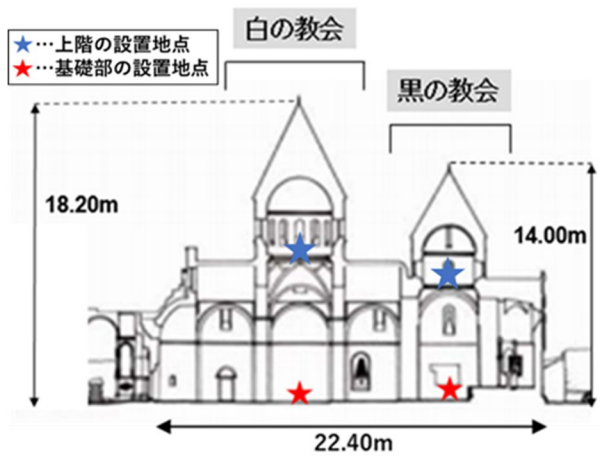 白の教会
★…上階の設置地点
★…基礎部の設置地点
黒の教会
18.20m
14.00m
22.40m